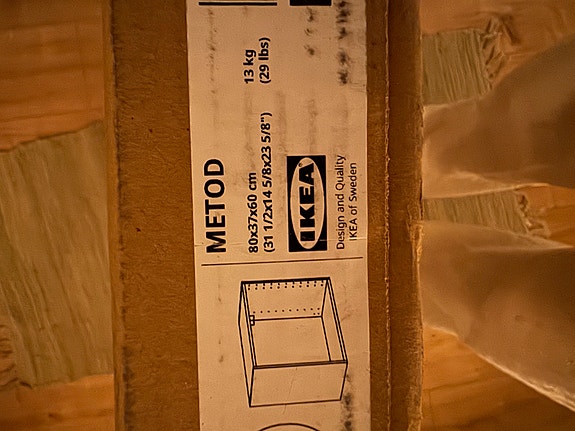 METOD
80x37x60 cm
(31 1/2x14 5/8x23 5/8")
13 kg
(29 lbs)
IKEA
Design and Quality
IKEA of Sweden